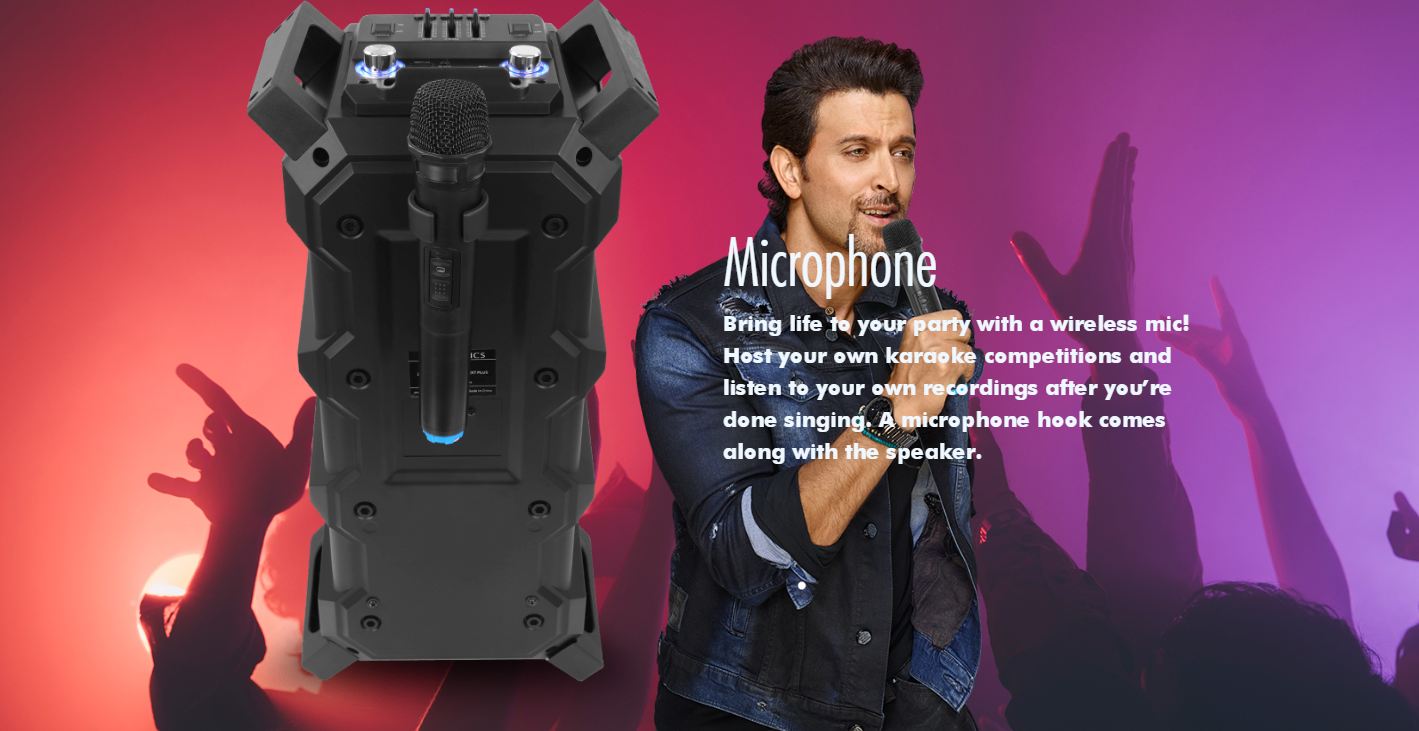 Microphone
Bring life to your party with a wireless mic!
Host your own karaoke competitions and
listen to your own recordings after you’re
done singing. A microphone hook comes
along with the speaker.